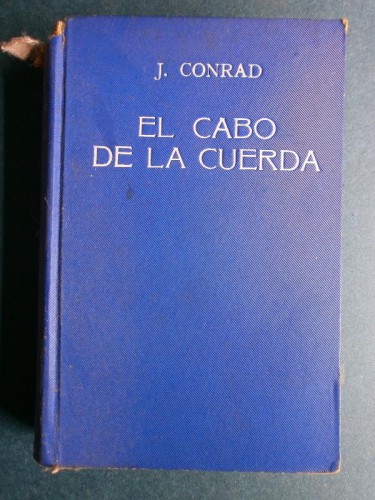 J. CONRAD
EL CABO
DE LA CUERDA